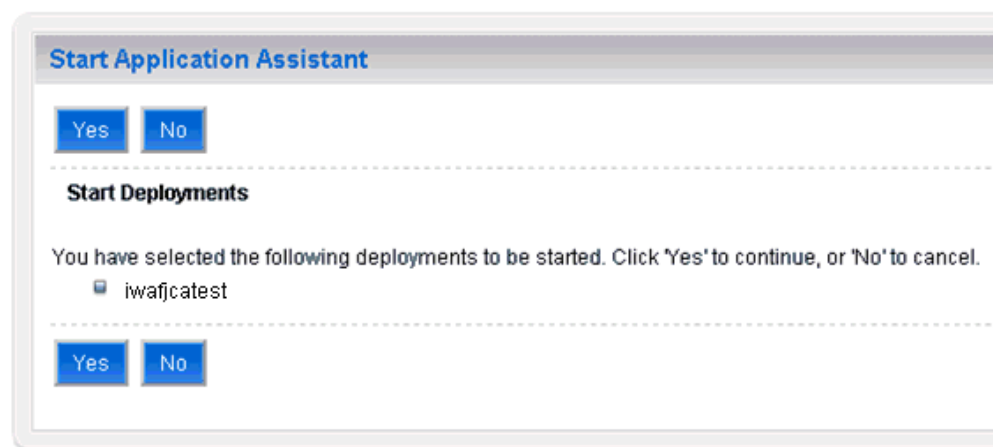 Start Application Assistant
Yes No
Start Deployments
You have selected the following deployments to be started. Click 'Yes' to continue, or 'No' to cancel.
iwafjcatest
Yes No